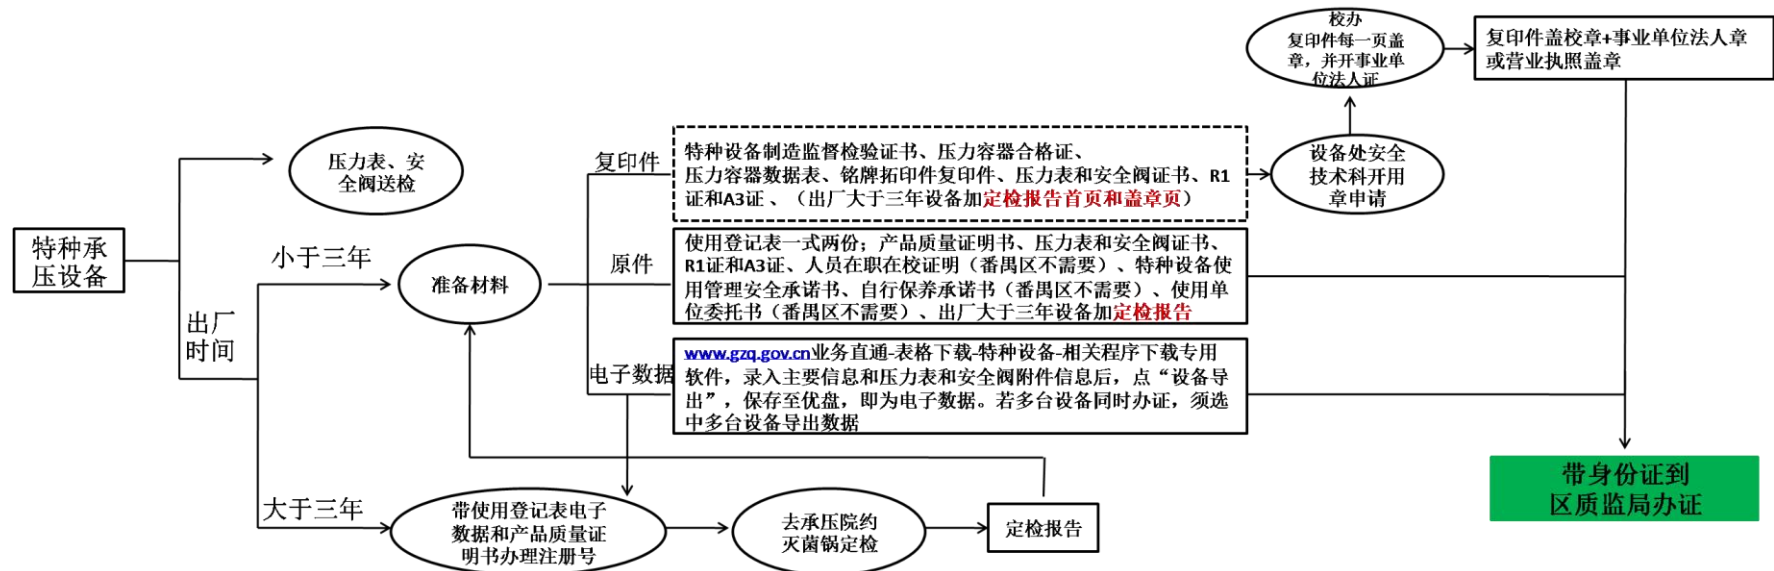 特种承
压设备
压力表、安
全阀送检
出厂
时间
小于三年
大于三年
准备材料
复印件
特种设备制造监督检验证书、压力容器合格证、
压力容器数据表、铭牌拓印件复印件、压力表和安全阀证书、R1
证和A3证 、（出厂大于三年设备加定检报告首页和盖章页）
设备处安全
技术科开用
章申请
校办
复印件每一页盖
章，并开事业单
位法人证
复印件盖校章+事业单位法人章
或营业执照盖章
原件
使用登记表一式两份；产品质量证明书、压力表和安全阀证书、
R1证和A3证、人员在职在校证明（番禺区不需要）、特种设备使
用管理安全承诺书、自行保养承诺书（番禺区不需要）、使用单
位委托书（番禺区不需要）、出厂大于三年设备加定检报告
电子数据
www.gzq.gov.cn业务直通-表格下载-特种设备-相关程序下载专用
软件，录入主要信息和压力表和安全阀附件信息后，点“设备导
出”，保存至优盘，即为电子数据。若多台设备同时办证，须选
中多台设备导出数据
带使用登记表电子
数据和产品质量证
明书办理注册号
去承压院约
灭菌锅定检
定检报告
带身份证到
区质监局办证